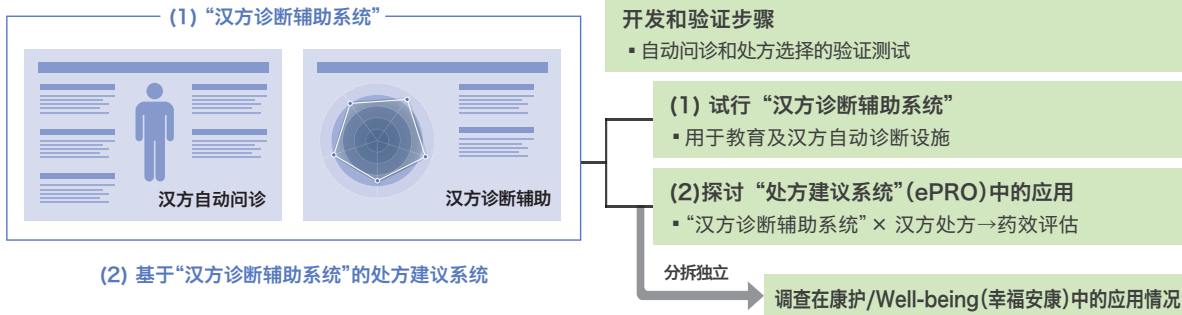 (1) “汉方诊断辅助系统”
汉方自动问诊
汉方诊断辅助
(2) 基于“汉方诊断辅助系统”的处方建议系统
开发和验证步骤
▪ 自动问诊和处方选择的验证测试
(1) 试行 “汉方诊断辅助系统”
▪ 用于教育及汉方自动诊断设施
(2)探讨 “处方建议系统”(ePRO)中的应用
▪ “汉方诊断辅助系统” × 汉方处方→药效评估
分拆独立
调查在康护/Well-being(幸福安康)中的应用情况